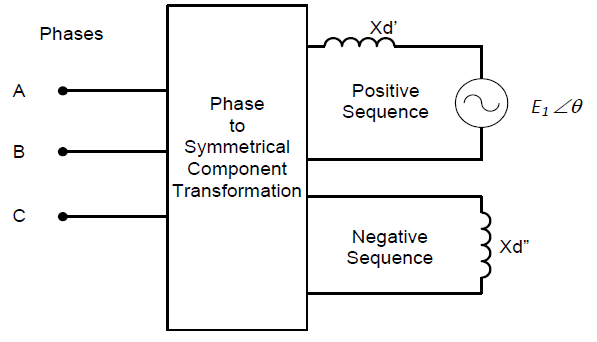 Phases
A
B
C
Phase
to
Symmetrical
Component
Transformation
Xd'
Positive
Sequence
E1 ∠θ
Negative
Sequence
Xd"